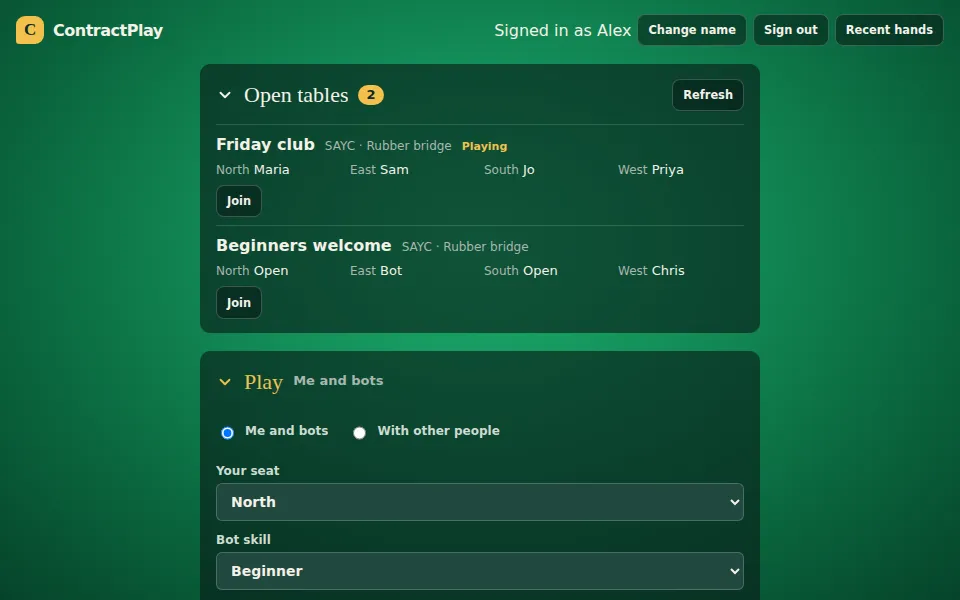 C ContractPlay Signed in as Alex Change name Sign out Recent hands
Open tables 2 Refresh
Friday club SAYC · Rubber bridge Playing
North Maria East Sam South Jo West Priya
Join
Beginners welcome SAYC · Rubber bridge
North Open East Bot South Open West Chris
Join
Play Me and bots
Me and bots With other people
Your seat
North
Bot skill
Beginner